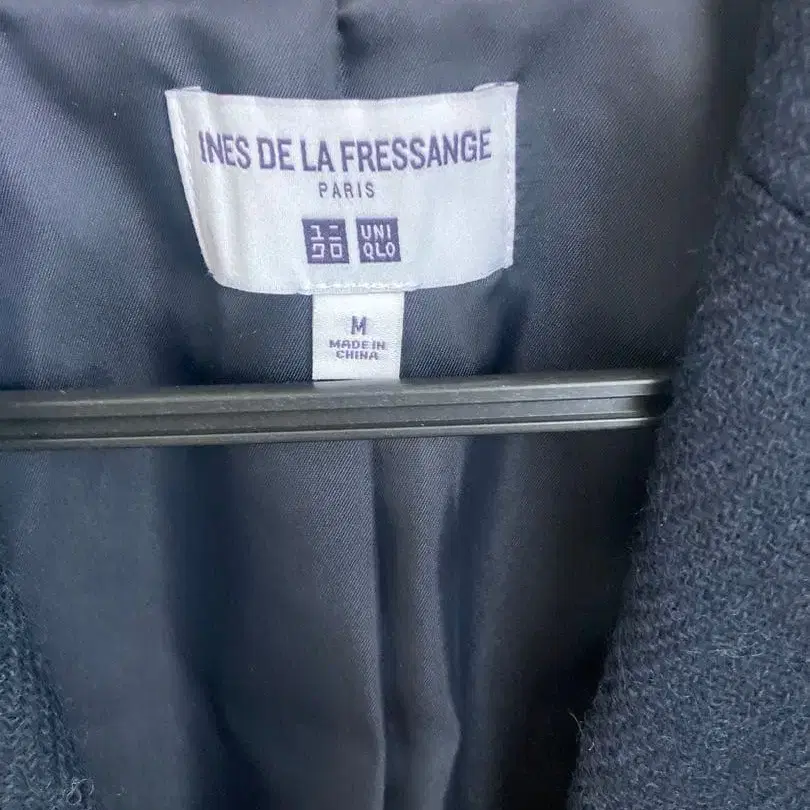 INES DE LA FRESSANGE
PARIS
ユニ UNI
クロ QLO
M
MADE IN
CHINA